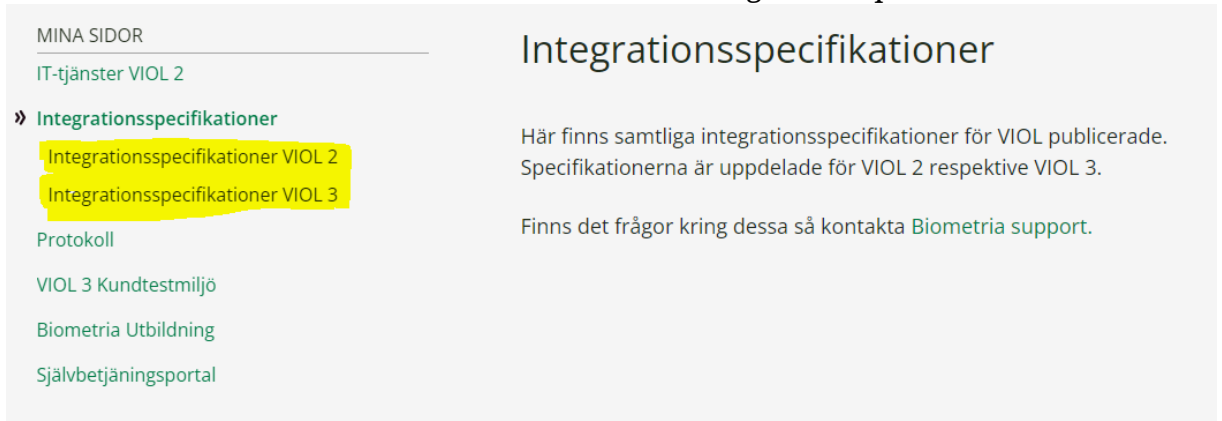 MINA SIDOR
IT-tjänster VIOL 2
» Integrationsspecifikationer
Integrationsspecifikationer VIOL 2
Integrationsspecifikationer VIOL 3
Protokoll
VIOL 3 Kundtestmiljö
Biometria Utbildning
Självbetjäningsportal
Integrationsspecifikationer
Här finns samtliga integrationsspecifikationer för VIOL publicerade.
Specifikationerna är uppdelade för VIOL 2 respektive VIOL 3.
Finns det frågor kring dessa så kontakta Biometria support.